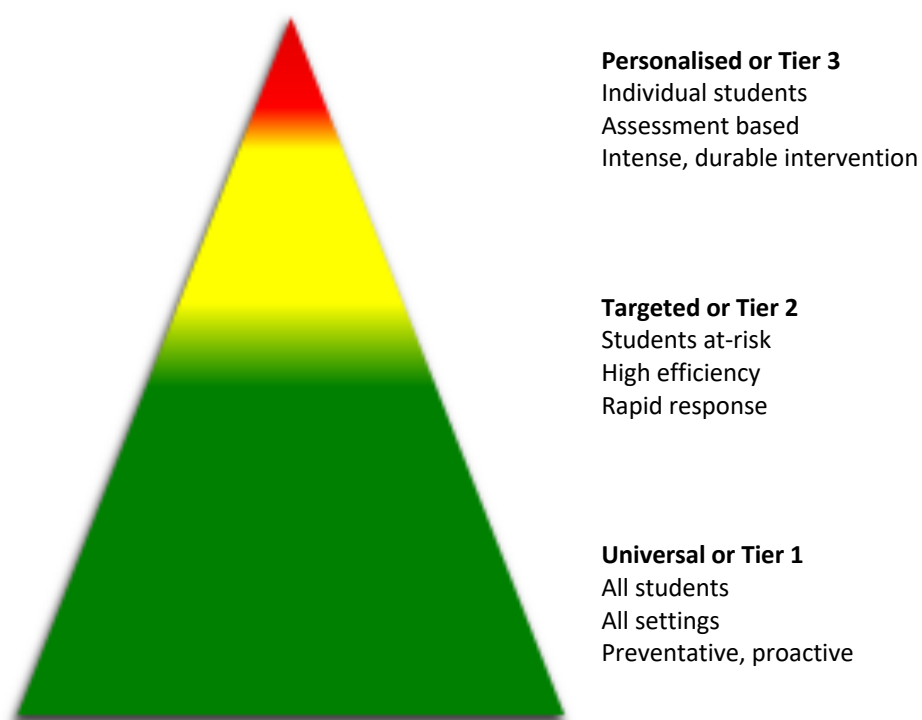 Personalised or Tier 3
Individual students
Assessment based
Intense, durable intervention
Targeted or Tier 2
Students at-risk
High efficiency
Rapid response
Universal or Tier 1
All students
All settings
Preventative, proactive